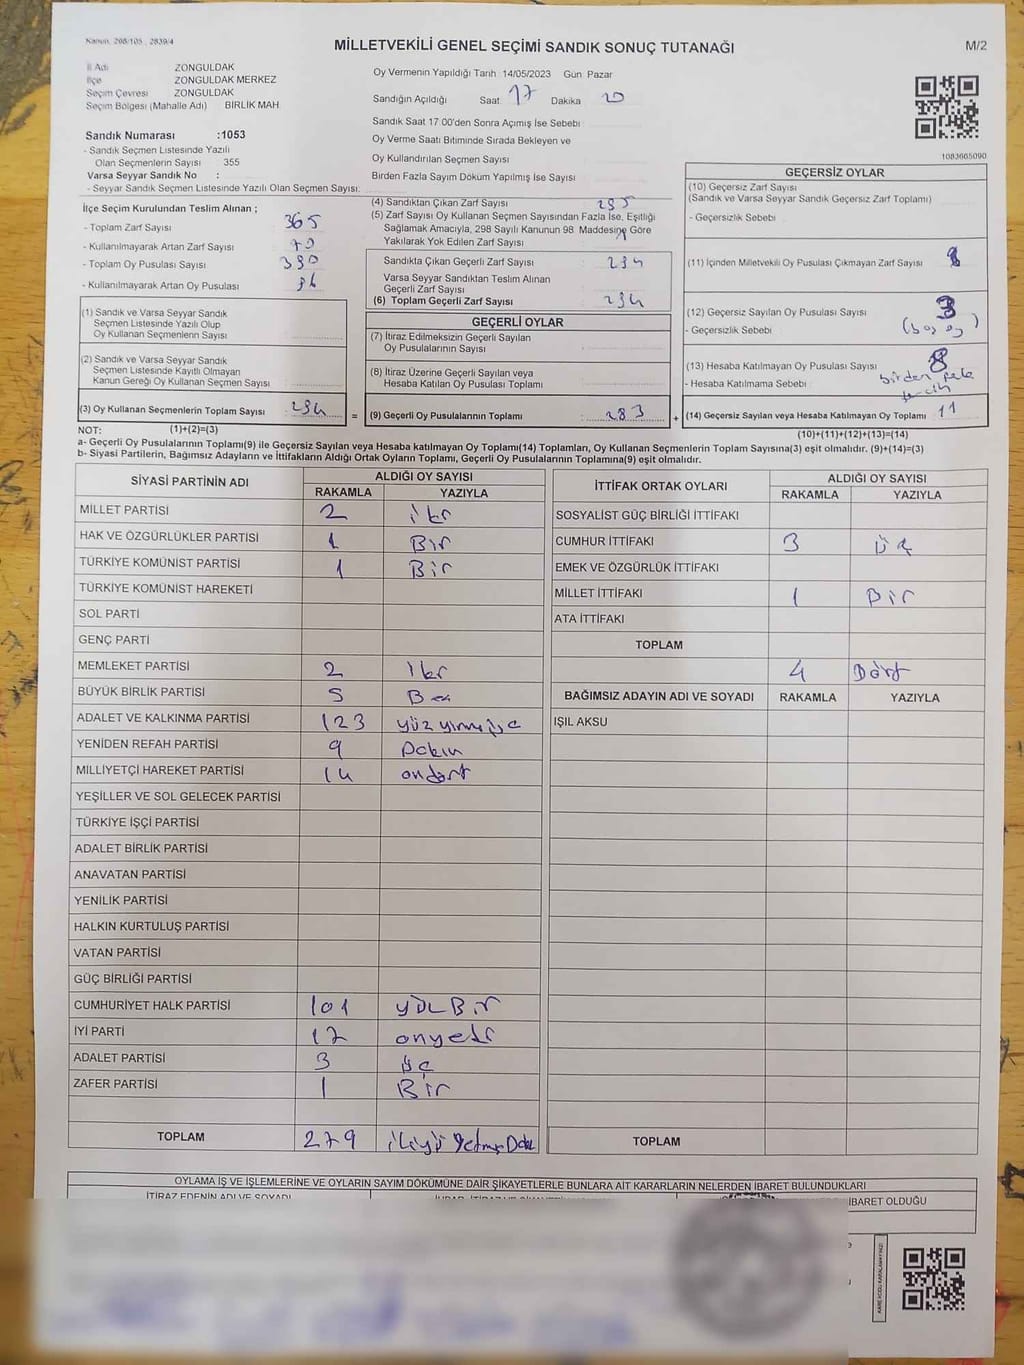 Kanun 298/105 2839/4
MİLLETVEKİLİ GENEL SEÇİMİ SANDIK SONUÇ TUTANAĞI
M/2
İl Adı ZONGULDAK
İlçe ZONGULDAK MERKEZ
Seçim Çevresi ZONGULDAK
Seçim Bölgesi (Mahalle Adı) BİRLİK MAH
Sandık Numarası :1053
- Sandık Seçmen Listesinde Yazılı
Olan Seçmenlerin Sayısı 355
Varsa Seyyar Sandık No :
- Seyyar Sandık Seçmen Listesinde Yazılı Olan Seçmen Sayısı:
Oy Vermenin Yapıldığı Tarih 14/05/2023 Gün Pazar
Sandığın Açıldığı Saat 17 Dakika 20
Sandık Saat 17.00'den Sonra Açımış İse Sebebi
Oy Verme Saati Bitiminde Sırada Bekleyen ve
Oy Kullandırılan Seçmen Sayısı
Birden Fazla Sayım Döküm Yapılmış İse Sayısı
1083665090
İlçe Seçim Kurulundan Teslim Alınan ;
- Toplam Zarf Sayısı 365
- Kullanılmayarak Artan Zarf Sayısı
- Toplam Oy Pusulası Sayısı
- Kullanılmayarak Artan Oy Pusulası
(4) Sandıktan Çıkan Zarf Sayısı 295
(5) Zarf Sayısı Oy Kullanan Seçmen Sayısından Fazla İse, Eşitliği
Sağlamak Amacıyla, 298 Sayılı Kanunun 98 Maddesine Göre
Yakılarak Yok Edilen Zarf Sayısı
Sandıkta Çıkan Geçerli Zarf Sayısı 294
Varsa Seyyar Sandıktan Teslim Alınan
Geçerli Zarf Sayısı
(6) Toplam Geçerli Zarf Sayısı 294
GEÇERSİZ OYLAR
(10) Geçersiz Zarf Sayısı
(Sandık ve Varsa Seyyar Sandık Geçersiz Zarf Toplamı)
- Geçersizlik Sebebi
(11) İçinden Milletvekili Oy Pusulası Çıkmayan Zarf Sayısı
(12) Geçersiz Sayılan Oy Pusulası Sayısı 3
- Geçersizlik Sebebi (boş oy)
(13) Hesaba Katılmayan Oy Pusulası Sayısı 8
- Hesaba Katılmama Sebebi birden fazla
tercih
(1) Sandık ve Varsa Seyyar Sandık
Seçmen Listesinde Yazılı Olup
Oy Kullanan Seçmenlerin Sayısı
(2) Sandık ve Varsa Seyyar Sandık
Seçmen Listesinde Kayıtlı Olmayan
Kanun Gereği Oy Kullanan Seçmen Sayısı
(3) Oy Kullanan Seçmenlerin Toplam Sayısı 294 =
GEÇERLİ OYLAR
(7) İtiraz Edilmeksizin Geçerli Sayılan
Oy Pusulalarının Sayısı
(8) İtiraz Üzerine Geçerli Sayılan veya
Hesaba Katılan Oy Pusulası Toplamı
(9) Geçerli Oy Pusulalarının Toplamı 283 +
(14) Geçersiz Sayılan veya Hesaba Katılmayan Oy Toplamı 11
NOT: (1)+(2)=(3) (10)+(11)+(12)+(13)=(14)
a- Geçerli Oy Pusulalarının Toplamı(9) ile Geçersiz Sayılan veya Hesaba katılmayan Oy Toplamı(14) Toplamları, Oy Kullanan Seçmenlerin Toplam Sayısına(3) eşit olmalıdır. (9)+(14)=(3)
b- Siyasi Partilerin, Bağımsız Adayların ve İttifakların Aldığı Ortak Oyların Toplamı, Geçerli Oy Pusulalarının Toplamına(9) eşit olmalıdır.
SİYASİ PARTİNİN ADI ALDIĞI OY SAYISI
RAKAMLA YAZIYLA
MİLLET PARTİSİ 2 iki
HAK VE ÖZGÜRLÜKLER PARTİSİ 1 Bir
TÜRKİYE KOMÜNİST PARTİSİ 1 Bir
TÜRKİYE KOMÜNİST HAREKETİ
SOL PARTİ
GENÇ PARTİ
MEMLEKET PARTİSİ 2 iki
BÜYÜK BİRLİK PARTİSİ 5 Beş
ADALET VE KALKINMA PARTİSİ 123 yüz yirmi üç
YENİDEN REFAH PARTİSİ 9 Dokuz
MİLLİYETÇİ HAREKET PARTİSİ 14 ondört
YEŞİLLER VE SOL GELECEK PARTİSİ
TÜRKİYE İŞÇİ PARTİSİ
ADALET BİRLİK PARTİSİ
ANAVATAN PARTİSİ
YENİLİK PARTİSİ
HALKIN KURTULUŞ PARTİSİ
VATAN PARTİSİ
GÜÇ BİRLİĞİ PARTİSİ
CUMHURİYET HALK PARTİSİ 101 yüz Bir
İYİ PARTİ 17 onyedi
ADALET PARTİSİ 3 üç
ZAFER PARTİSİ 1 Bir
TOPLAM 279
İTTİFAK ORTAK OYLARI ALDIĞI OY SAYISI
RAKAMLA YAZIYLA
SOSYALİST GÜÇ BİRLİĞİ İTTİFAKI
CUMHUR İTTİFAKI 3 Üç
EMEK VE ÖZGÜRLÜK İTTİFAKI
MİLLET İTTİFAKI 1 Bir
ATA İTTİFAKI
TOPLAM 4 Dört
BAĞIMSIZ ADAYIN ADI VE SOYADI RAKAMLA YAZIYLA
IŞIL AKSU
TOPLAM
OYLAMA İŞ VE İŞLEMLERİNE VE OYLARIN SAYIM DÖKÜMÜNE DAİR ŞİKAYETLERLE BUNLARA AİT KARARLARIN NELERDEN İBARET BULUNDUKLARI
İTİRAZ EDENİN ADI VE SOYADI
İBARET OLDUĞU